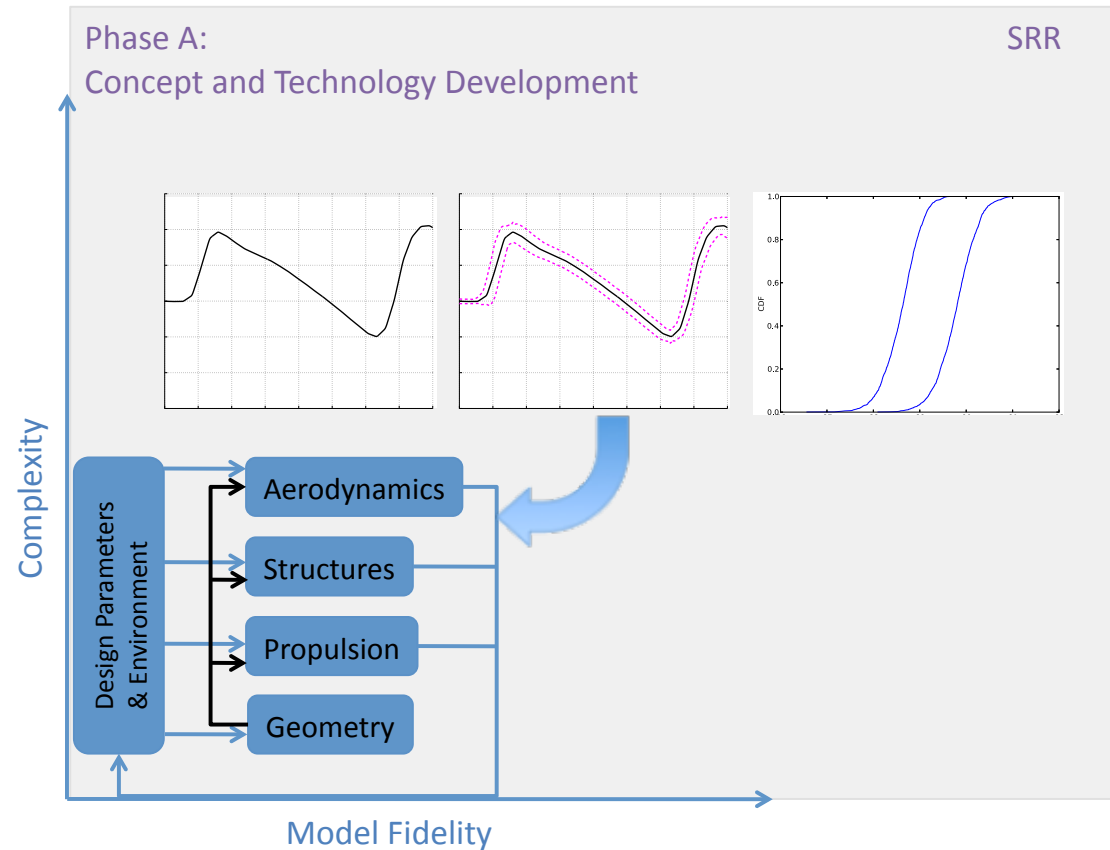 Phase A:
SRR
Concept and Technology Development
1.0
0.8
0.6
0.4
0.2
0.0
CDF
Complexity
Design Parameters
& Environment
Aerodynamics
Structures
Propulsion
Geometry
Model Fidelity